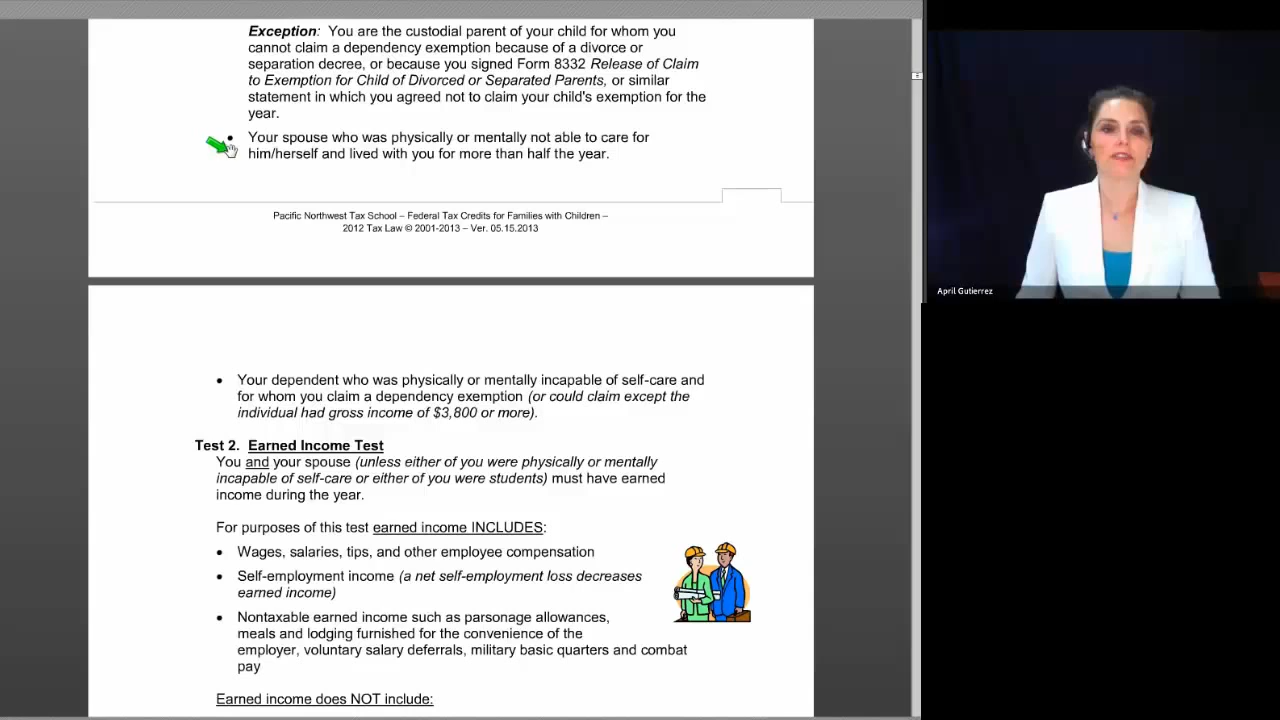 Exception: You are the custodial parent of your child for whom you
cannot claim a dependency exemption because of a divorce or
separation decree, or because you signed Form 8332 Release of Claim
to Exemption for Child of Divorced or Separated Parents, or similar
statement in which you agreed not to claim your child's exemption for the
year.
• Your spouse who was physically or mentally not able to care for
him/herself and lived with you for more than half the year.
Pacific Northwest Tax School – Federal Tax Credits for Families with Children –
2012 Tax Law © 2001-2013 – Ver. 05.15.2013
• Your dependent who was physically or mentally incapable of self-care and
for whom you claim a dependency exemption (or could claim except the
individual had gross income of $3,800 or more).
Test 2. Earned Income Test
You and your spouse (unless either of you were physically or mentally
incapable of self-care or either of you were students) must have earned
income during the year.
For purposes of this test earned income INCLUDES:
• Wages, salaries, tips, and other employee compensation
• Self-employment income (a net self-employment loss decreases
earned income)
• Nontaxable earned income such as parsonage allowances,
meals and lodging furnished for the convenience of the
employer, voluntary salary deferrals, military basic quarters and combat
pay
Earned income does NOT include:
April Gutierrez